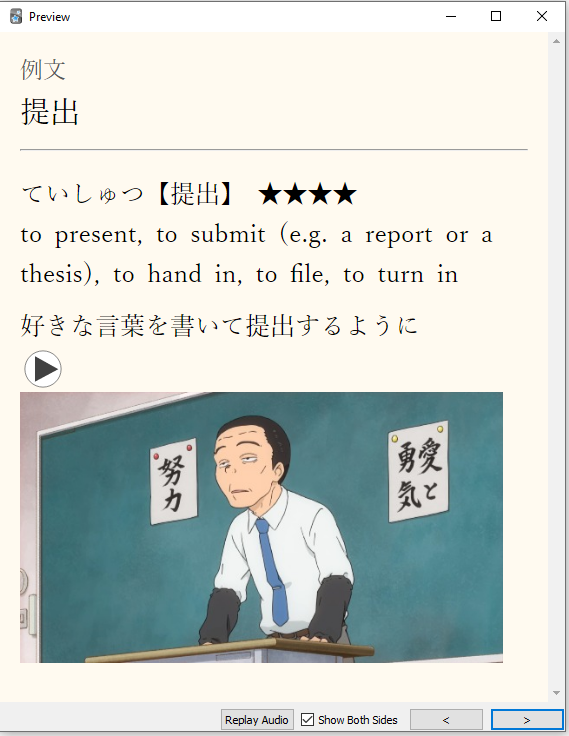 Preview
例文
提出
ていしゅつ【提出】 ★★★★
to present, to submit (e.g. a report or a
thesis), to hand in, to file, to turn in
好きな言葉を書いて提出するように
努力
愛と
勇気
Replay Audio
Show Both Sides
<
>